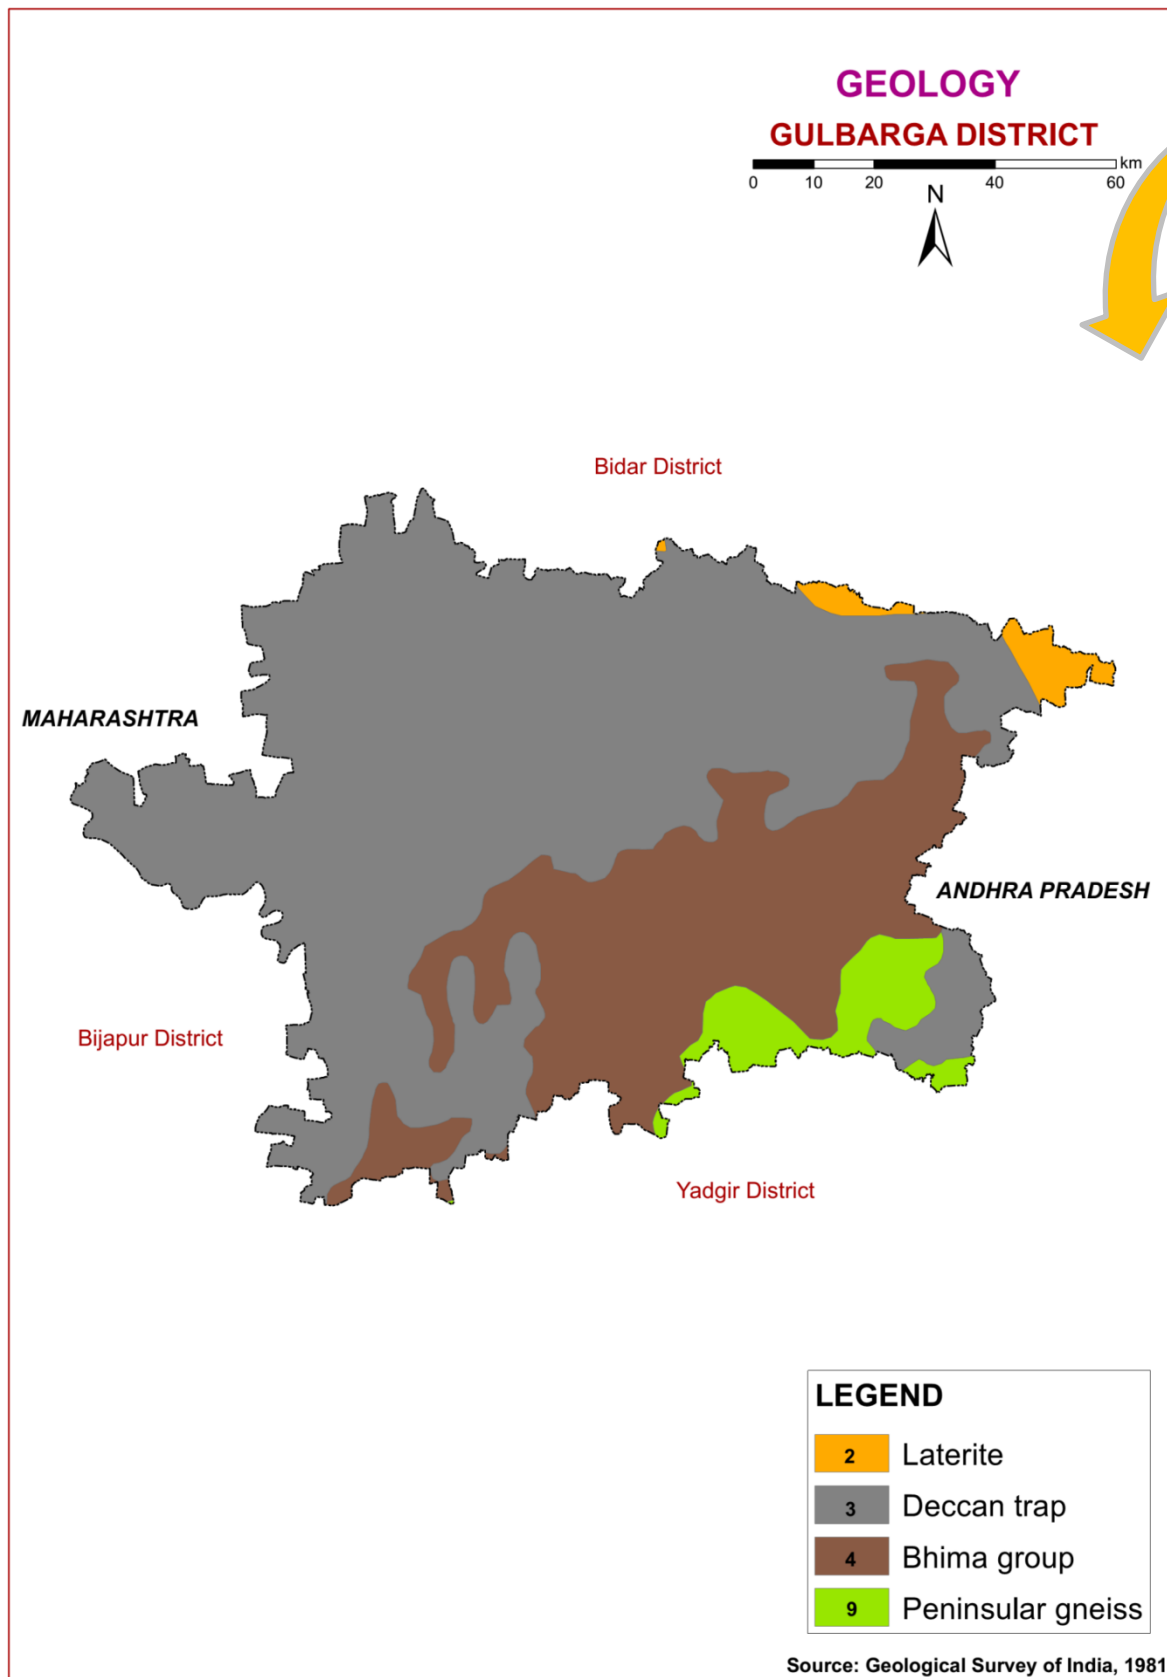 GEOLOGY
GULBARGA DISTRICT
km
0 10 20 40 60
N
Bidar District
MAHARASHTRA
ANDHRA PRADESH
Bijapur District
Yadgir District
LEGEND
2 Laterite
3 Deccan trap
4 Bhima group
9 Peninsular gneiss
Source: Geological Survey of India, 1981